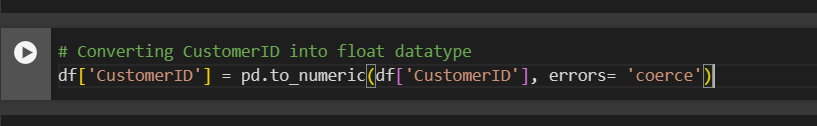 # Converting CustomerID into float datatype
df['CustomerID'] = pd.to_numeric(df['CustomerID'], errors= 'coerce')